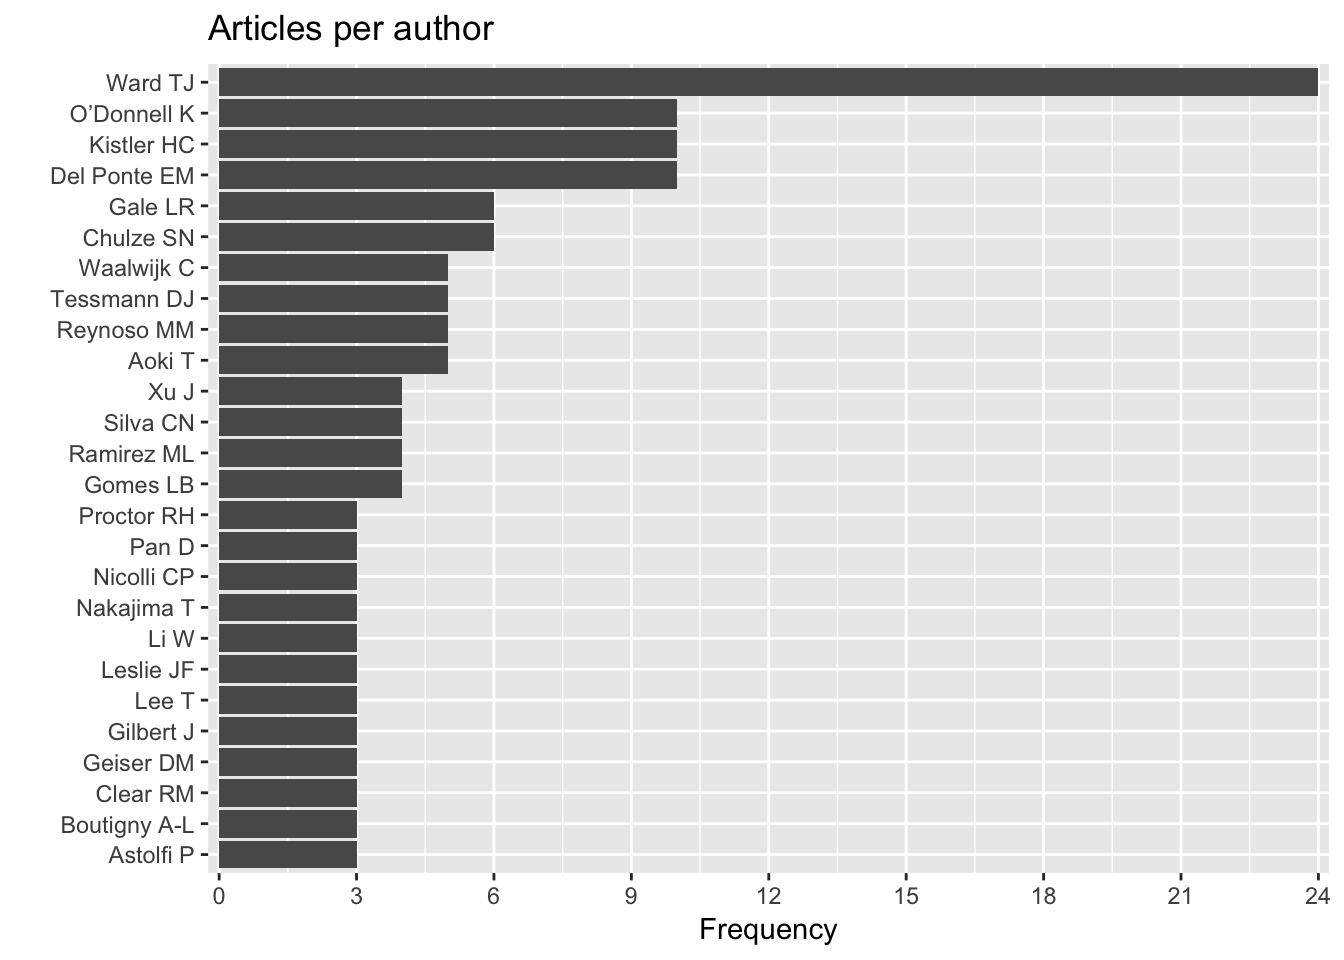 Articles per author
Ward TJ
O’Donnell K
Kistler HC
Del Ponte EM
Gale LR
Chulze SN
Waalwijk C
Tessmann DJ
Reynoso MM
Aoki T
Xu J
Silva CN
Ramirez ML
Gomes LB
Proctor RH
Pan D
Nicolli CP
Nakajima T
Li W
Leslie JF
Lee T
Gilbert J
Geiser DM
Clear RM
Boutigny A-L
Astolfi P
0 3 6 9 12 15 18 21 24
Frequency